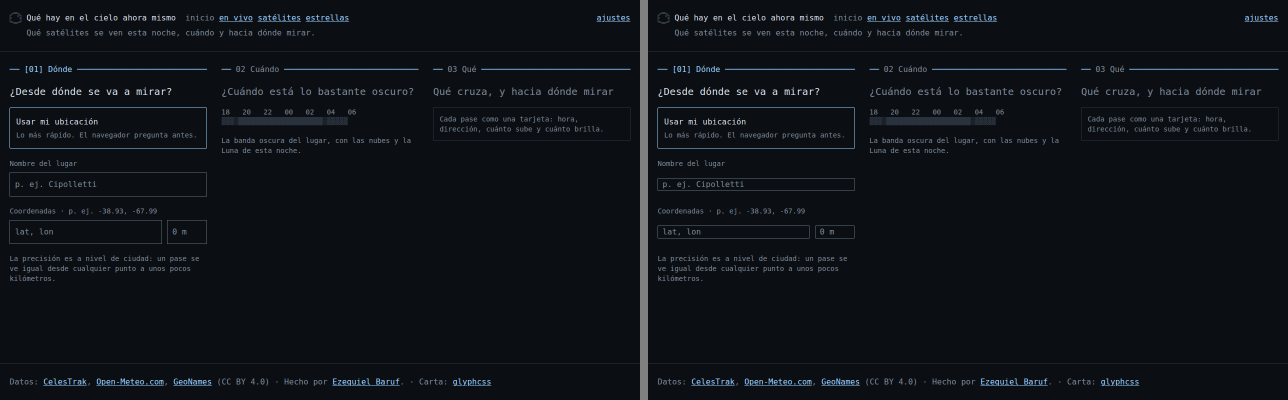 Qué hay en el cielo ahora mismo inicio en vivo satélites estrellas ajustes
Qué satélites se ven esta noche, cuándo y hacia dónde mirar.
[01] Dónde
¿Desde dónde se va a mirar?
Usar mi ubicación
Lo más rápido. El navegador pregunta antes.
Nombre del lugar
p. ej. Cipolletti
Coordenadas · p. ej. -38.93, -67.99
lat, lon 0 m
La precisión es a nivel de ciudad: un pase se
ve igual desde cualquier punto a unos pocos
kilómetros.
02 Cuándo
¿Cuándo está lo bastante oscuro?
18 20 22 00 02 04 06
La banda oscura del lugar, con las nubes y la
Luna de esta noche.
03 Qué
Qué cruza, y hacia dónde mirar
Cada pase como una tarjeta: hora,
dirección, cuánto sube y cuánto brilla.
Datos: CelesTrak, Open-Meteo.com, GeoNames (CC BY 4.0) · Hecho por Ezequiel Baruf. · Carta: glyphcss
Qué hay en el cielo ahora mismo inicio en vivo satélites estrellas ajustes
Qué satélites se ven esta noche, cuándo y hacia dónde mirar.
[01] Dónde
¿Desde dónde se va a mirar?
Usar mi ubicación
Lo más rápido. El navegador pregunta antes.
Nombre del lugar
p. ej. Cipolletti
Coordenadas · p. ej. -38.93, -67.99
lat, lon 0 m
La precisión es a nivel de ciudad: un pase se
ve igual desde cualquier punto a unos pocos
kilómetros.
02 Cuándo
¿Cuándo está lo bastante oscuro?
18 20 22 00 02 04 06
La banda oscura del lugar, con las nubes y la
Luna de esta noche.
03 Qué
Qué cruza, y hacia dónde mirar
Cada pase como una tarjeta: hora,
dirección, cuánto sube y cuánto brilla.
Datos: CelesTrak, Open-Meteo.com, GeoNames (CC BY 4.0) · Hecho por Ezequiel Baruf. · Carta: glyphcss